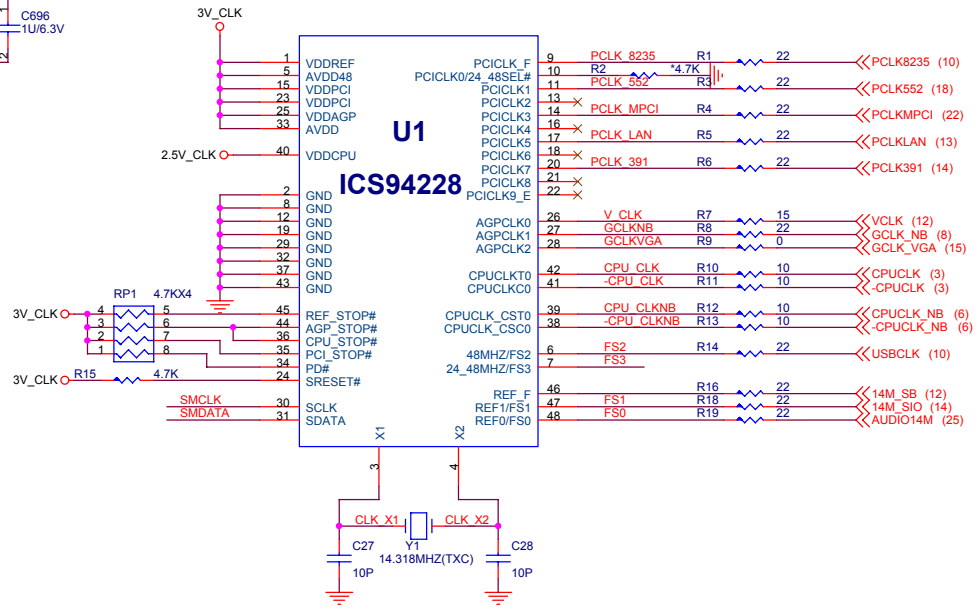 1
C696
1U/6.3V
2
3V_CLK
1 VDDREF
5 AVDD48
15 VDDPCI
23 VDDPCI
25 VDDAGP
33 AVDD
2.5V_CLK 40 VDDCPU
2 GND
8 GND
12 GND
19 GND
29 GND
32 GND
37 GND
43 GND
RP1 4.7KX4
3V_CLK 4 5 45 REF_STOP#
3 6 44 AGP_STOP#
2 7 36 CPU_STOP#
1 8 35 PCI_STOP#
34 PD#
3V_CLK R15 4.7K 24 SRESET#
SMCLK 30 SCLK
SMDATA 31 SDATA
U1
ICS94228
PCICLK_F 9 PCLK_8235 R1 22 PCLK8235 (10)
PCICLK0/24_48SEL# 10 R2 *4.7K
PCICLK1 11 PCLK_552 R3 22 PCLK552 (18)
PCICLK2 13
PCICLK3 14 PCLK_MPCI R4 22 PCLKMPCI (22)
PCICLK4 16
PCICLK5 17 PCLK_LAN R5 22 PCLKLAN (13)
PCICLK6 18
PCICLK7 20 PCLK_391 R6 22 PCLK391 (14)
PCICLK8 21
PCICLK9_E 22
AGPCLK0 26 V_CLK R7 15 VCLK (12)
AGPCLK1 27 GCLKNB R8 22 GCLK_NB (8)
AGPCLK2 28 GCLKVGA R9 0 GCLK_VGA (15)
CPUCLKT0 42 CPU_CLK R10 10 CPUCLK (3)
CPUCLKC0 41 -CPU_CLK R11 10 -CPUCLK (3)
CPUCLK_CST0 39 CPU_CLKNB R12 10 CPUCLK_NB (6)
CPUCLK_CSC0 38 -CPU_CLKNB R13 10 -CPUCLK_NB (6)
48MHZ/FS2 6 FS2 R14 22 USBCLK (10)
24_48MHZ/FS3 7 FS3
REF_F 46 R16 22 14M_SB (12)
REF1/FS1 47 FS1 R18 22 14M_SIO (14)
REF0/FS0 48 FS0 R19 22 AUDIO14M (25)
X1 X2
3 4
CLK_X1 CLK_X2
C27 Y1 C28
14.318MHZ(TXC)
10P 10P